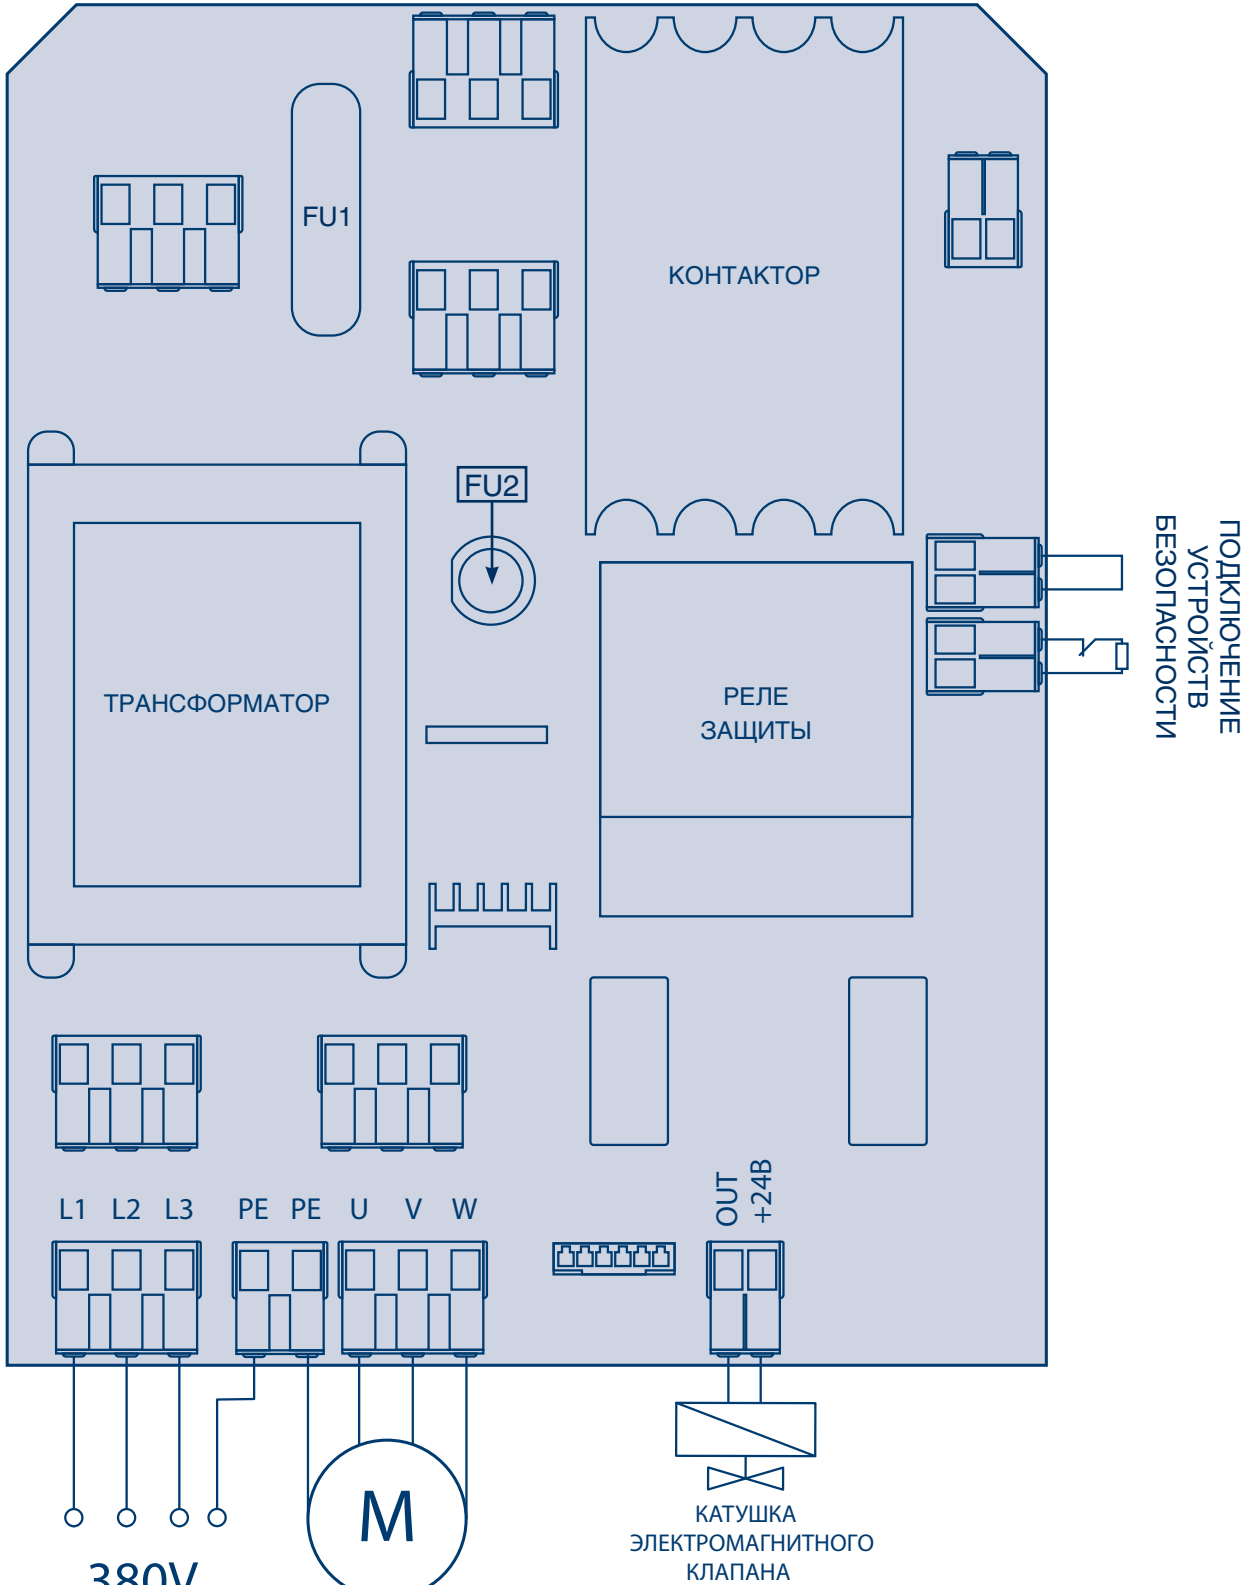 FU1
КОНТАКТОР
FU2
ПОДКЛЮЧЕНИЕ
УСТРОЙСТВ
БЕЗОПАСНОСТИ
ТРАНСФОРМАТОР
РЕЛЕ
ЗАЩИТЫ
L1 L2 L3 PE PE U V W
OUT
+24В
M
380V
КАТУШКА
ЭЛЕКТРОМАГНИТНОГО
КЛАПАНА